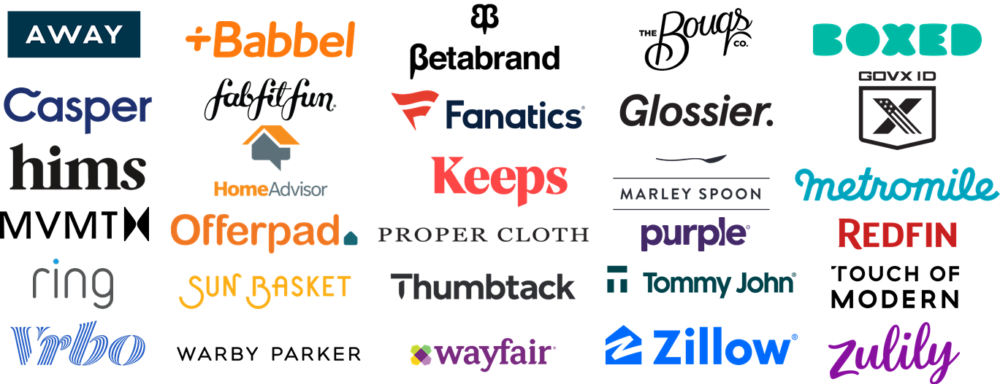 AWAY
Babbel
βetabrand
THE Bouqs CO.
BOXED
Casper
fabfitfun®
Fanatics®
Glossier.
GOVX ID
X
hims
HomeAdvisor
Keeps
MARLEY SPOON
metromile
MVMT
Offerpad
PROPER CLOTH
purple®
REDFIN
ring
SUN BASKET
Thumbtack
Tommy John®
TOUCH OF
MODERN
Vrbo
WARBY PARKER
wayfair®
Zillow®
zulily